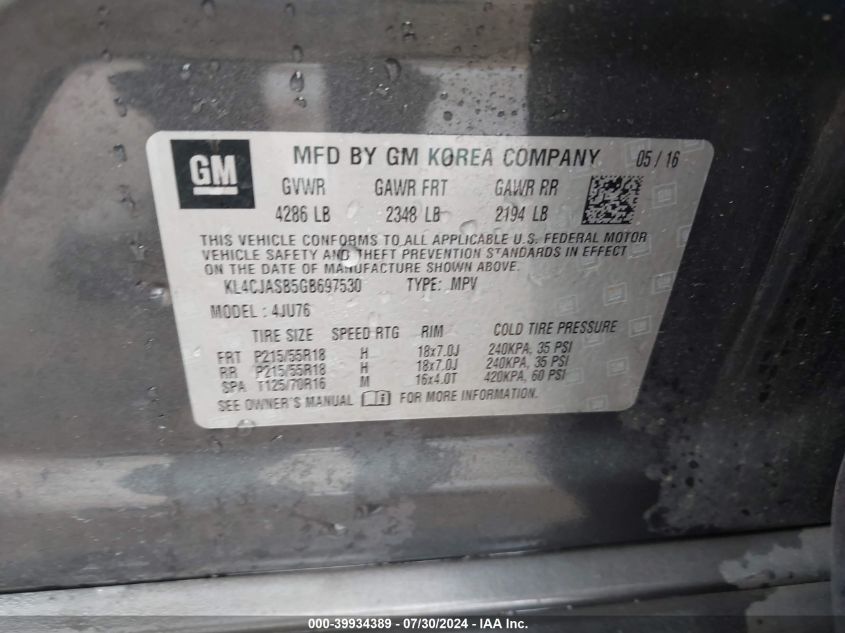 GM
MFD BY GM KOREA COMPANY 05/16
GVWR GAWR FRT GAWR RR
4286 LB 2348 LB 2194 LB
THIS VEHICLE CONFORMS TO ALL APPLICABLE U.S. FEDERAL MOTOR
VEHICLE SAFETY AND THEFT PREVENTION STANDARDS IN EFFECT
ON THE DATE OF MANUFACTURE SHOWN ABOVE.
KL4CJASB5GB697530 TYPE: MPV
MODEL : 4JU76
TIRE SIZE SPEED RTG RIM COLD TIRE PRESSURE
FRT P215/55R18 H 18x7.0J 240KPA, 35 PSI
RR P215/55R18 H 18x7.0J 240KPA, 35 PSI
SPA T125/70R16 M 16x4.0T 420KPA, 60 PSI
SEE OWNER'S MANUAL i FOR MORE INFORMATION.
000-39934389 - 07/30/2024 - IAA Inc.